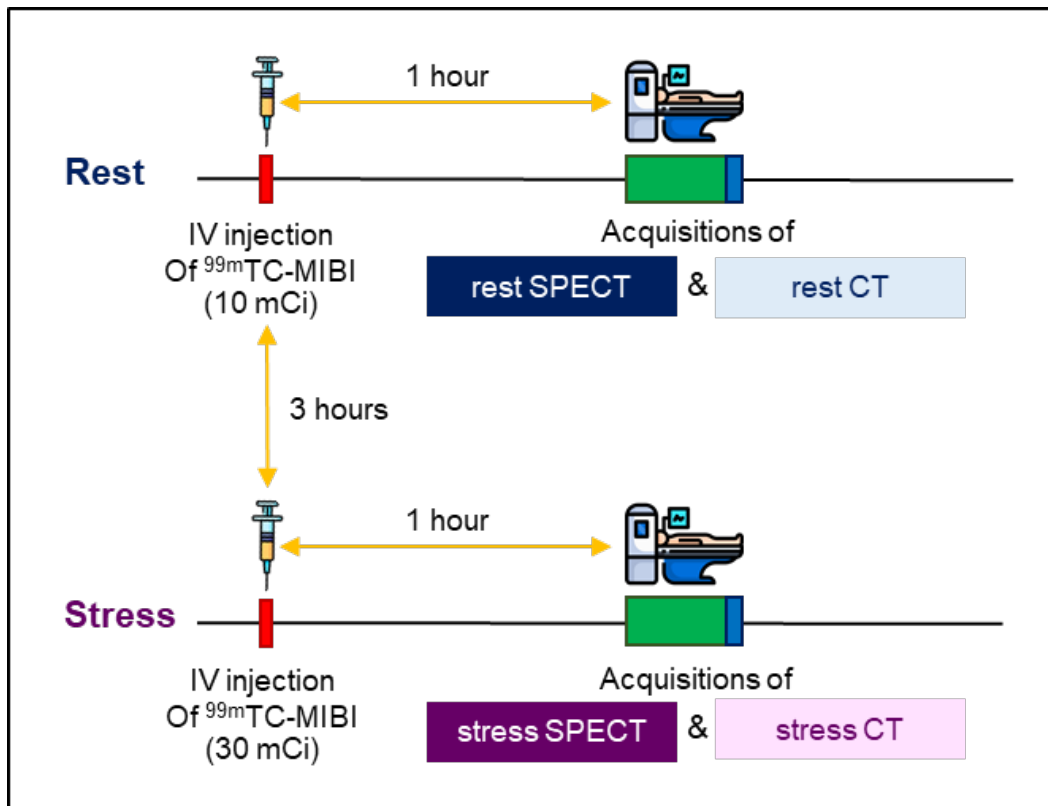 1 hour
Rest
IV injection
Of 99mTC-MIBI
(10 mCi)
Acquisitions of
rest SPECT & rest CT
3 hours
1 hour
Stress
IV injection
Of 99mTC-MIBI
(30 mCi)
Acquisitions of
stress SPECT & stress CT